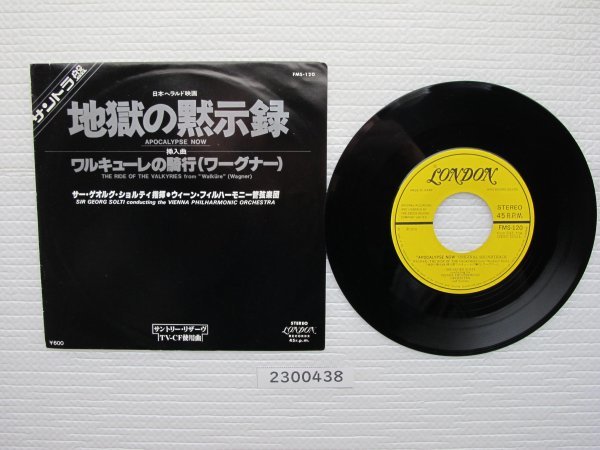 サントラ盤
FMS-120
日本ヘラルド映画
地獄の黙示録
APOCALYPSE NOW
挿入曲
ワルキューレの騎行(ワーグナー)
THE RIDE OF THE VALKYRIES from "Walküre" (Wagner)
サー・ゲオルグ・ショルティ指揮●ウィーン・フィルハーモニー管弦楽団
SIR GEORG SOLTI conducting the VIENNA PHILHARMONIC ORCHESTRA
¥600
サントリー・リザーヴ
TV-CF使用曲
STEREO
LONDON
RECORDS
45r.p.m.
LONDON
STEREO
45 R.P.M.
FMS-120
"APOCALYPSE NOW" ORIGINAL SOUNDTRACK
2300438